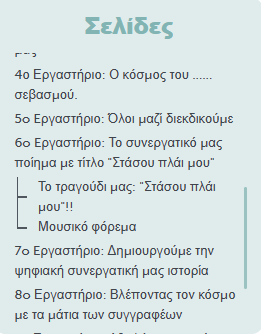 Σελίδες
μας
4ο Εργαστήριο: Ο κόσμος του ......
σεβασμού.
5ο Εργαστήριο: Όλοι μαζί διεκδικούμε
6ο Εργαστήριο: Το συνεργατικό μας
ποίημα με τίτλο "Στάσου πλάι μου"
Το τραγούδι μας: "Στάσου πλάι
μου"!!
Μουσικό φόρεμα
7ο Εργαστήριο: Δημιουργούμε την
ψηφιακή συνεργατική μας ιστορία
8ο Εργαστήριο: Βλέποντας τον κόσμο
με τα μάτια των συγγραφέων